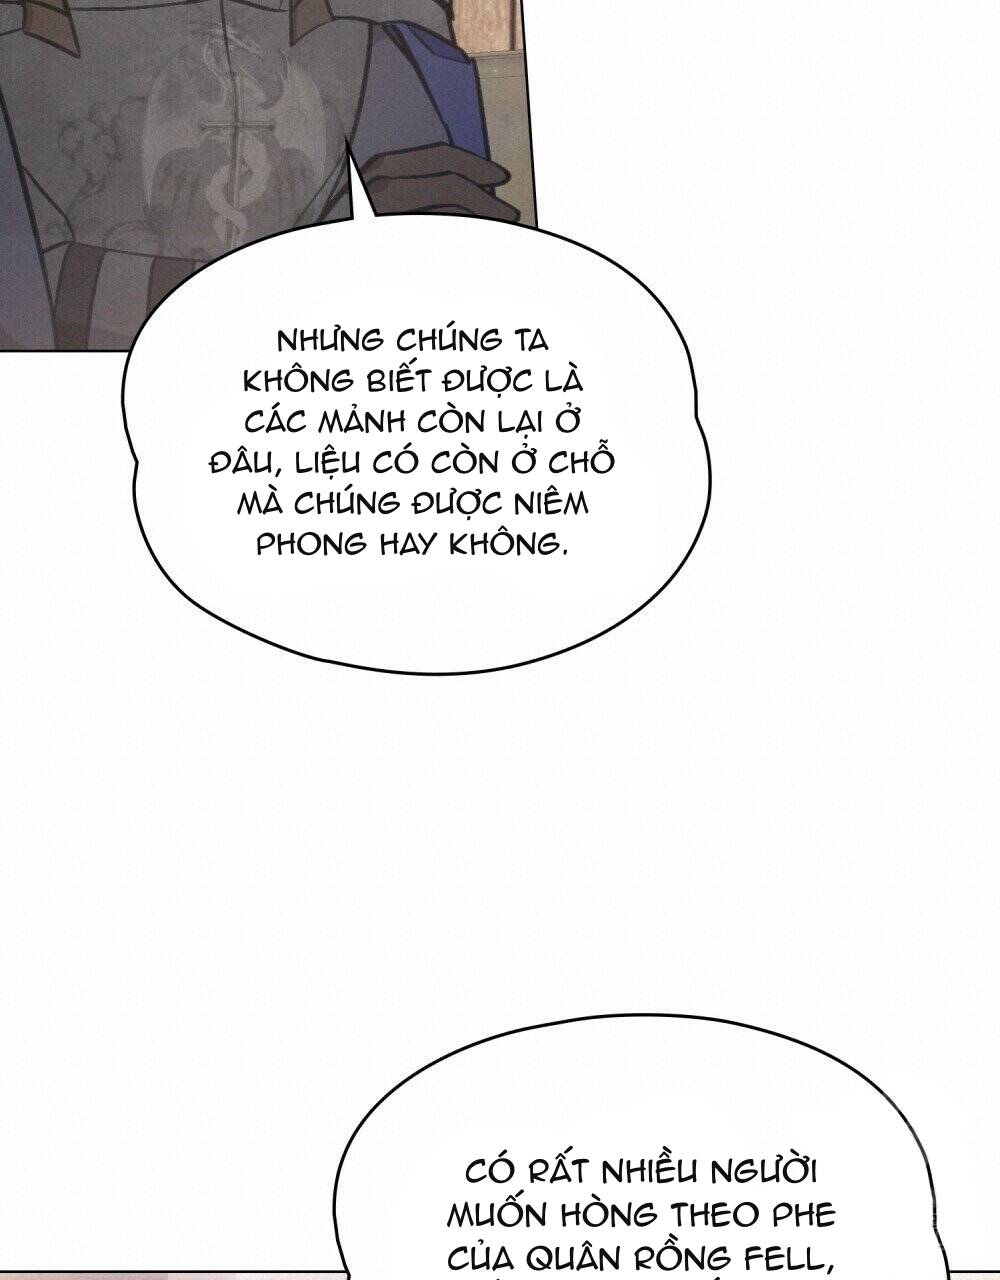 NHƯNG CHÚNG TA
KHÔNG BIẾT ĐƯỢC LÀ
CÁC MẢNH CÒN LẠI Ở
ĐÂU, LIỆU CÓ CÒN Ở CHỖ
MÀ CHÚNG ĐƯỢC NIÊM
PHONG HAY KHÔNG.
CÓ RẤT NHIỀU NGƯỜI
MUỐN HÒNG THEO PHE
CỦA QUÂN RỒNG FELL,